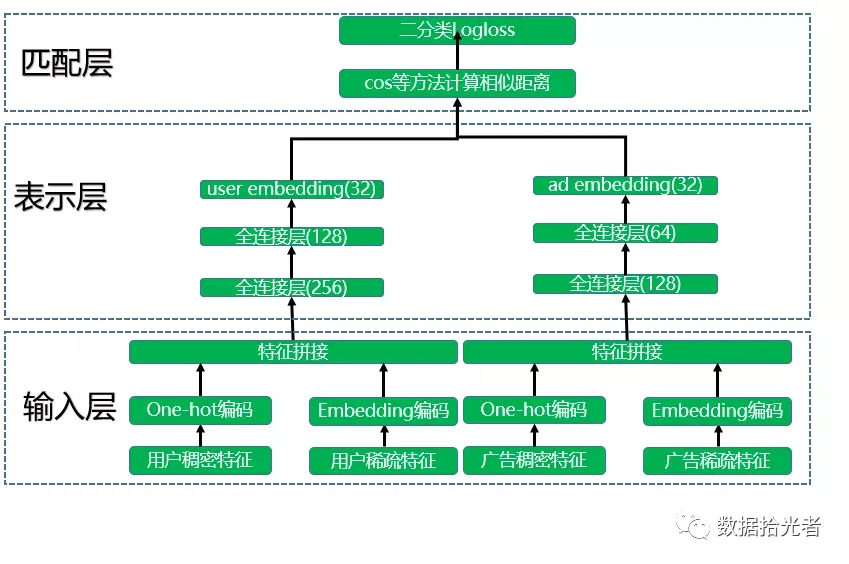 匹配层
二分类Logloss
cos等方法计算相似距离
表示层
user embedding(32)
ad embedding(32)
全连接层(128)
全连接层(64)
全连接层(256)
全连接层(128)
输入层
特征拼接
特征拼接
One-hot编码
Embedding编码
One-hot编码
Embedding编码
用户稠密特征
用户稀疏特征
广告稠密特征
广告稀疏特征
数据拾光者